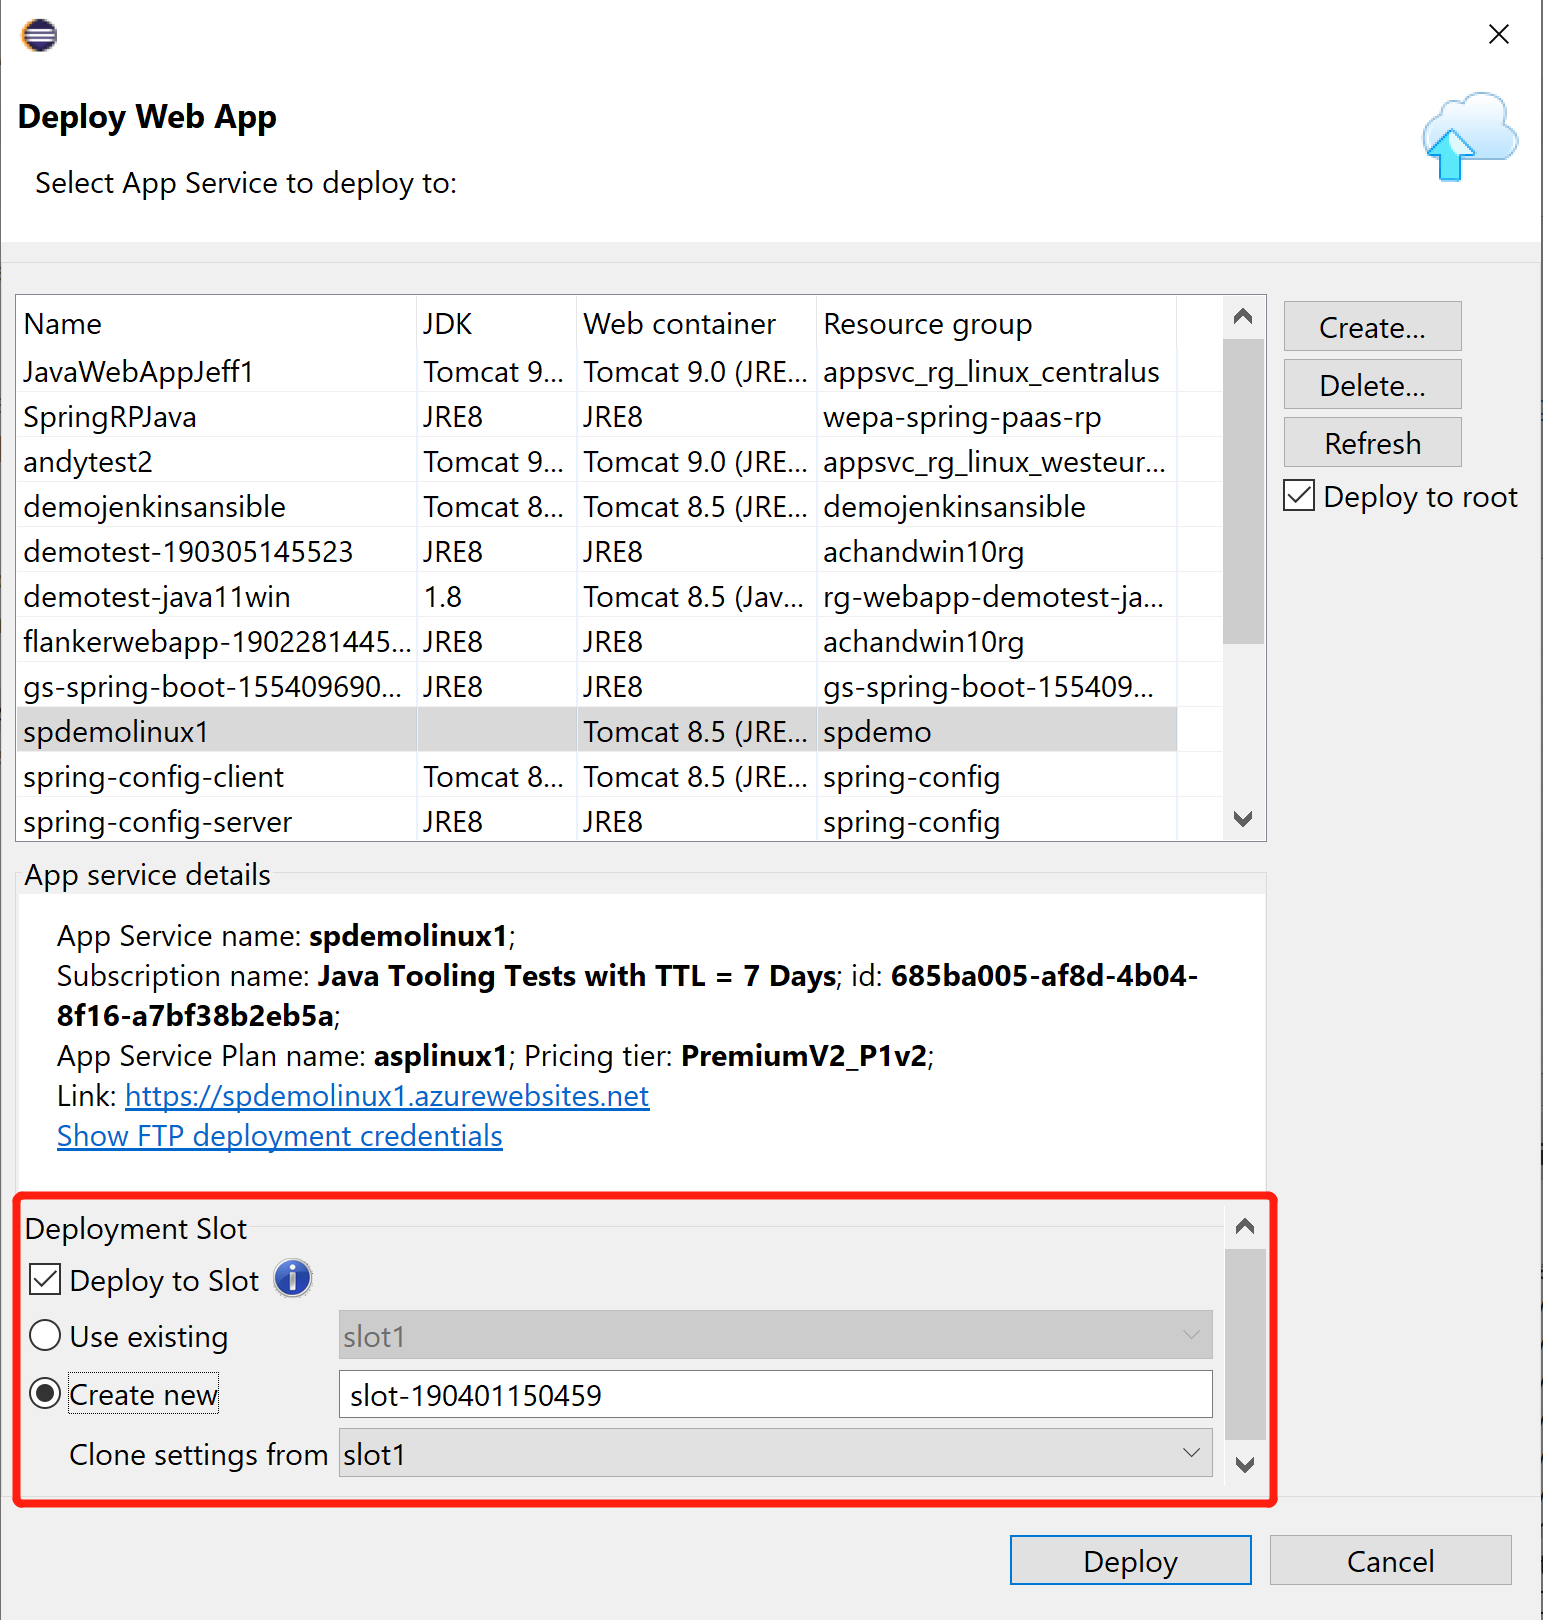 Deploy Web App
Select App Service to deploy to:
Name JDK Web container Resource group
JavaWebAppJeff1 Tomcat 9... Tomcat 9.0 (JRE... appsvc_rg_linux_centralus
SpringRPJava JRE8 JRE8 wepa-spring-paas-rp
andytest2 Tomcat 9... Tomcat 9.0 (JRE... appsvc_rg_linux_westeur...
demojenkinsansible Tomcat 8... Tomcat 8.5 (JRE... demojenkinsansible
demotest-190305145523 JRE8 JRE8 achandwin10rg
demotest-java11win 1.8 Tomcat 8.5 (Jav... rg-webapp-demotest-ja...
flankerwebapp-1902281445... JRE8 JRE8 achandwin10rg
gs-spring-boot-155409690... JRE8 JRE8 gs-spring-boot-155409...
spdemolinux1 Tomcat 8.5 (JRE... spdemo
spring-config-client Tomcat 8... Tomcat 8.5 (JRE... spring-config
spring-config-server JRE8 JRE8 spring-config
Create...
Delete...
Refresh
Deploy to root
App service details
App Service name: spdemolinux1;
Subscription name: Java Tooling Tests with TTL = 7 Days; id: 685ba005-af8d-4b04-
8f16-a7bf38b2eb5a;
App Service Plan name: asplinux1; Pricing tier: PremiumV2_P1v2;
Link: https://spdemolinux1.azurewebsites.net
Show FTP deployment credentials
Deployment Slot
Deploy to Slot
Use existing slot1
Create new slot-190401150459
Clone settings from slot1
Deploy Cancel